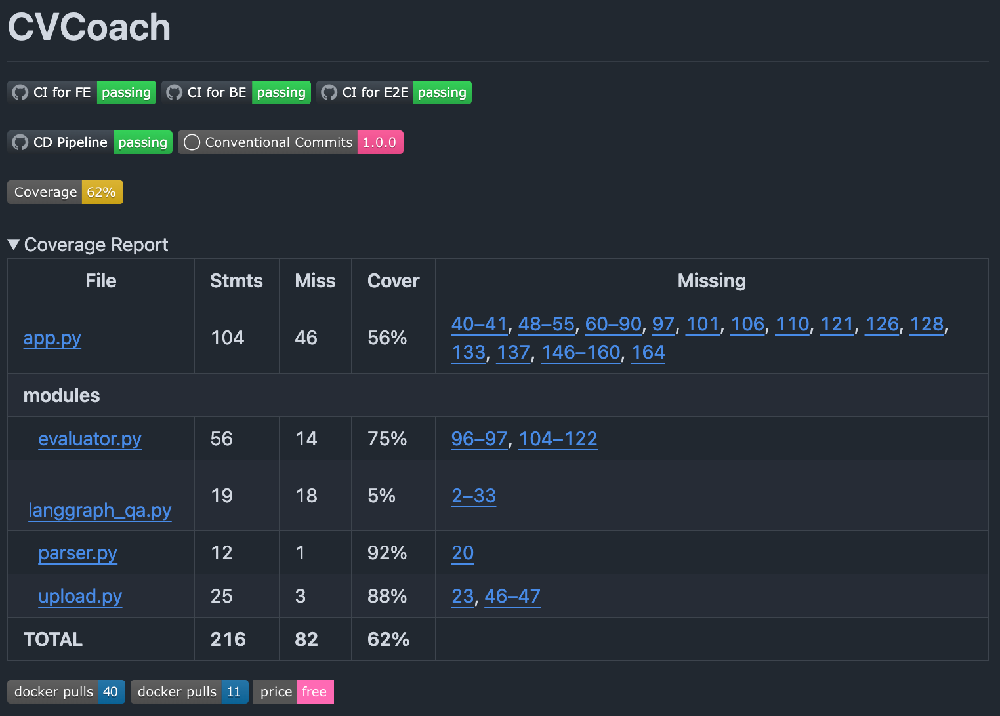 CVCoach
CI for FE passing CI for BE passing CI for E2E passing
CD Pipeline passing Conventional Commits 1.0.0
Coverage 62%
▼ Coverage Report
File Stmts Miss Cover Missing
app.py 104 46 56% 40–41, 48–55, 60–90, 97, 101, 106, 110, 121, 126, 128,
133, 137, 146–160, 164
modules
evaluator.py 56 14 75% 96–97, 104–122
langgraph_qa.py 19 18 5% 2–33
parser.py 12 1 92% 20
upload.py 25 3 88% 23, 46–47
TOTAL 216 82 62%
docker pulls 40 docker pulls 11 price free